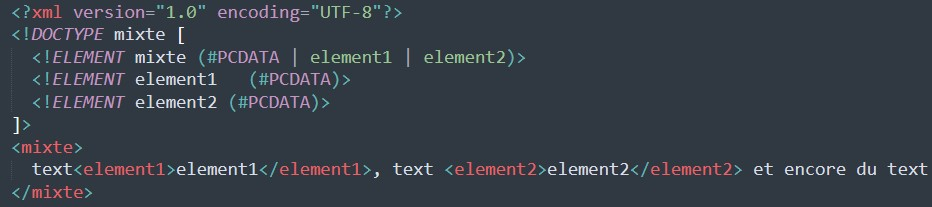 <?xml version="1.0" encoding="UTF-8"?>
<!DOCTYPE mixte [
  <!ELEMENT mixte (#PCDATA | element1 | element2)>
  <!ELEMENT element1   (#PCDATA)>
  <!ELEMENT element2 (#PCDATA)>
]>
<mixte>
  text<element1>element1</element1>, text <element2>element2</element2> et encore du text
</mixte>